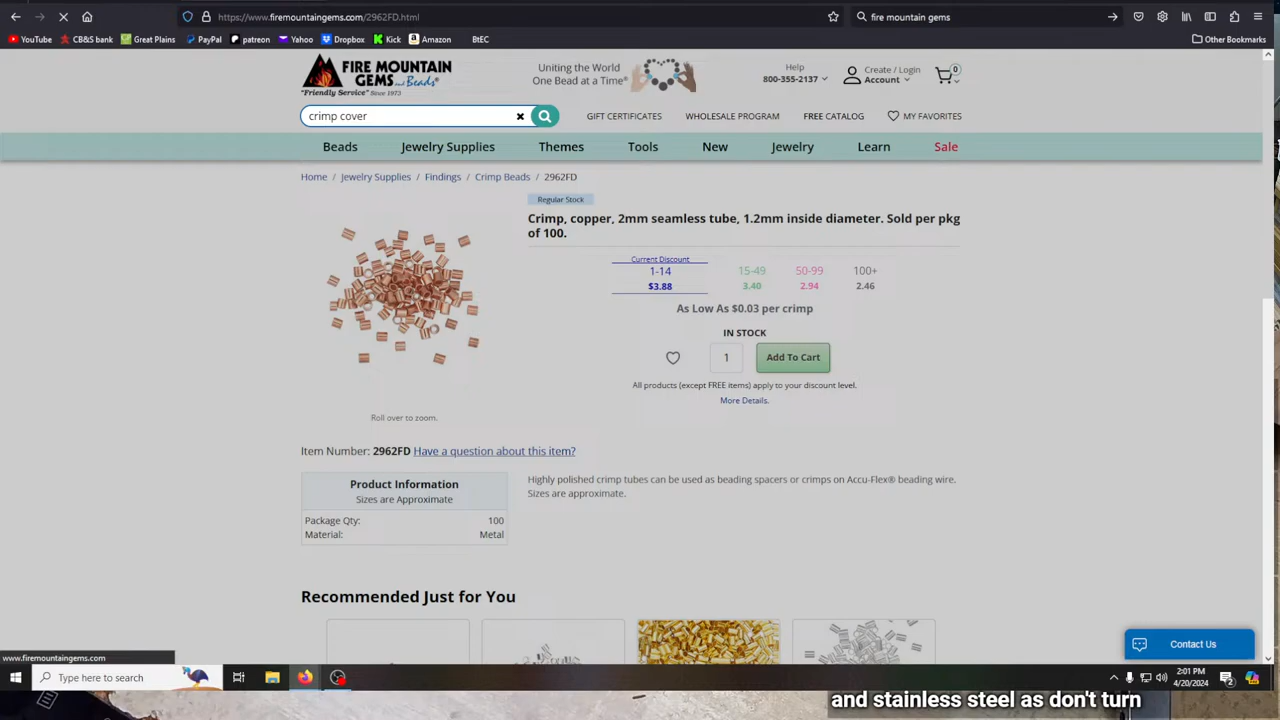 https://www.firemountaingems.com/2962FD.html
fire mountain gems
YouTube
CB&S bank
Great Plains
PayPal
patreon
Yahoo
Dropbox
Kick
Amazon
BtEC
Other Bookmarks
FIRE MOUNTAIN
GEMS and Beads®
"Friendly Service" Since 1973
Uniting the World
One Bead at a Time®
Help
800-355-2137
Create / Login
Account
0
crimp cover
GIFT CERTIFICATES
WHOLESALE PROGRAM
FREE CATALOG
MY FAVORITES
Beads
Jewelry Supplies
Themes
Tools
New
Jewelry
Learn
Sale
Home / Jewelry Supplies / Findings / Crimp Beads / 2962FD
Regular Stock
Crimp, copper, 2mm seamless tube, 1.2mm inside diameter. Sold per pkg
of 100.
Current Discount
1-14 15-49 50-99 100+
$3.88 3.40 2.94 2.46
As Low As $0.03 per crimp
IN STOCK
1
Add To Cart
All products (except FREE items) apply to your discount level.
More Details.
Roll over to zoom.
Item Number: 2962FD Have a question about this item?
Product Information
Sizes are Approximate
Package Qty: 100
Material: Metal
Highly polished crimp tubes can be used as beading spacers or crimps on Accu-Flex® beading wire.
Sizes are approximate.
Recommended Just for You
Contact Us
www.firemountaingems.com
Type here to search
2:01 PM
4/20/2024
2
and stainless steel as don't turn